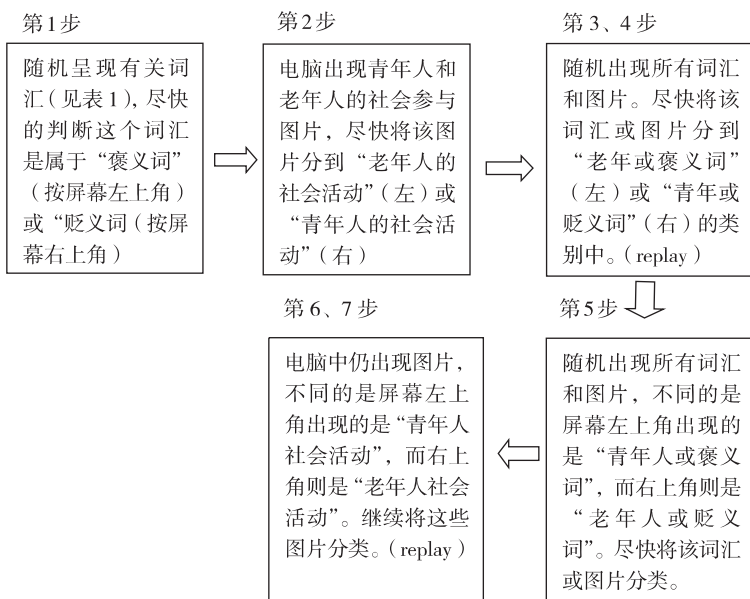 第1步
随机呈现有关词
汇（见表1），尽快
的判断这个词汇
是属于“褒义词”
（按屏幕左上角）
或“贬义词（按屏
幕右上角）
第2步
电脑出现青年人和
老年人的社会参与
图片，尽快将该图
片分到“老年人的
社会活动”（左）或
“青年人的社会活
动”（右）
第3、4步
随机出现所有词汇
和图片。尽快将该
词汇或图片分到
“老年或褒义词”
（左）或“青年或
贬义词”（右）的类
别中。（replay）
第5步
随机出现所有词汇
和图片，不同的是
屏幕左上角出现的
是“青年人或褒义
词”，而右上角则是
“老年人或贬义
词”。尽快将该词汇
或图片分类。
第6、7步
电脑中仍出现图片，
不同的是屏幕左上
角出现的是“青年人
社会活动”，而右上
角则是“老年人社会
活动”。继续将这些
图片分类。（replay）